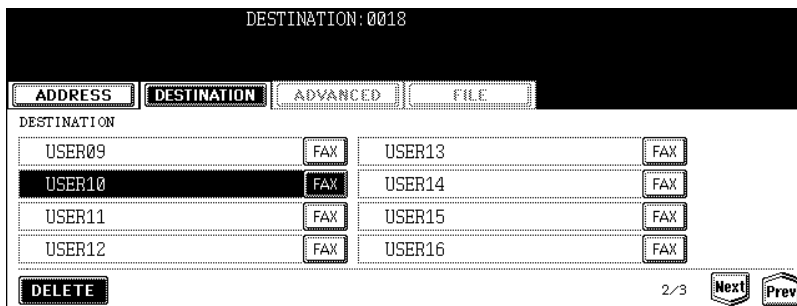 DESTINATION:0018
ADDRESS DESTINATION ADVANCED FILE
DESTINATION
USER09 FAX USER13 FAX
USER10 FAX USER14 FAX
USER11 FAX USER15 FAX
USER12 FAX USER16 FAX
DELETE 2/3 Next Prev